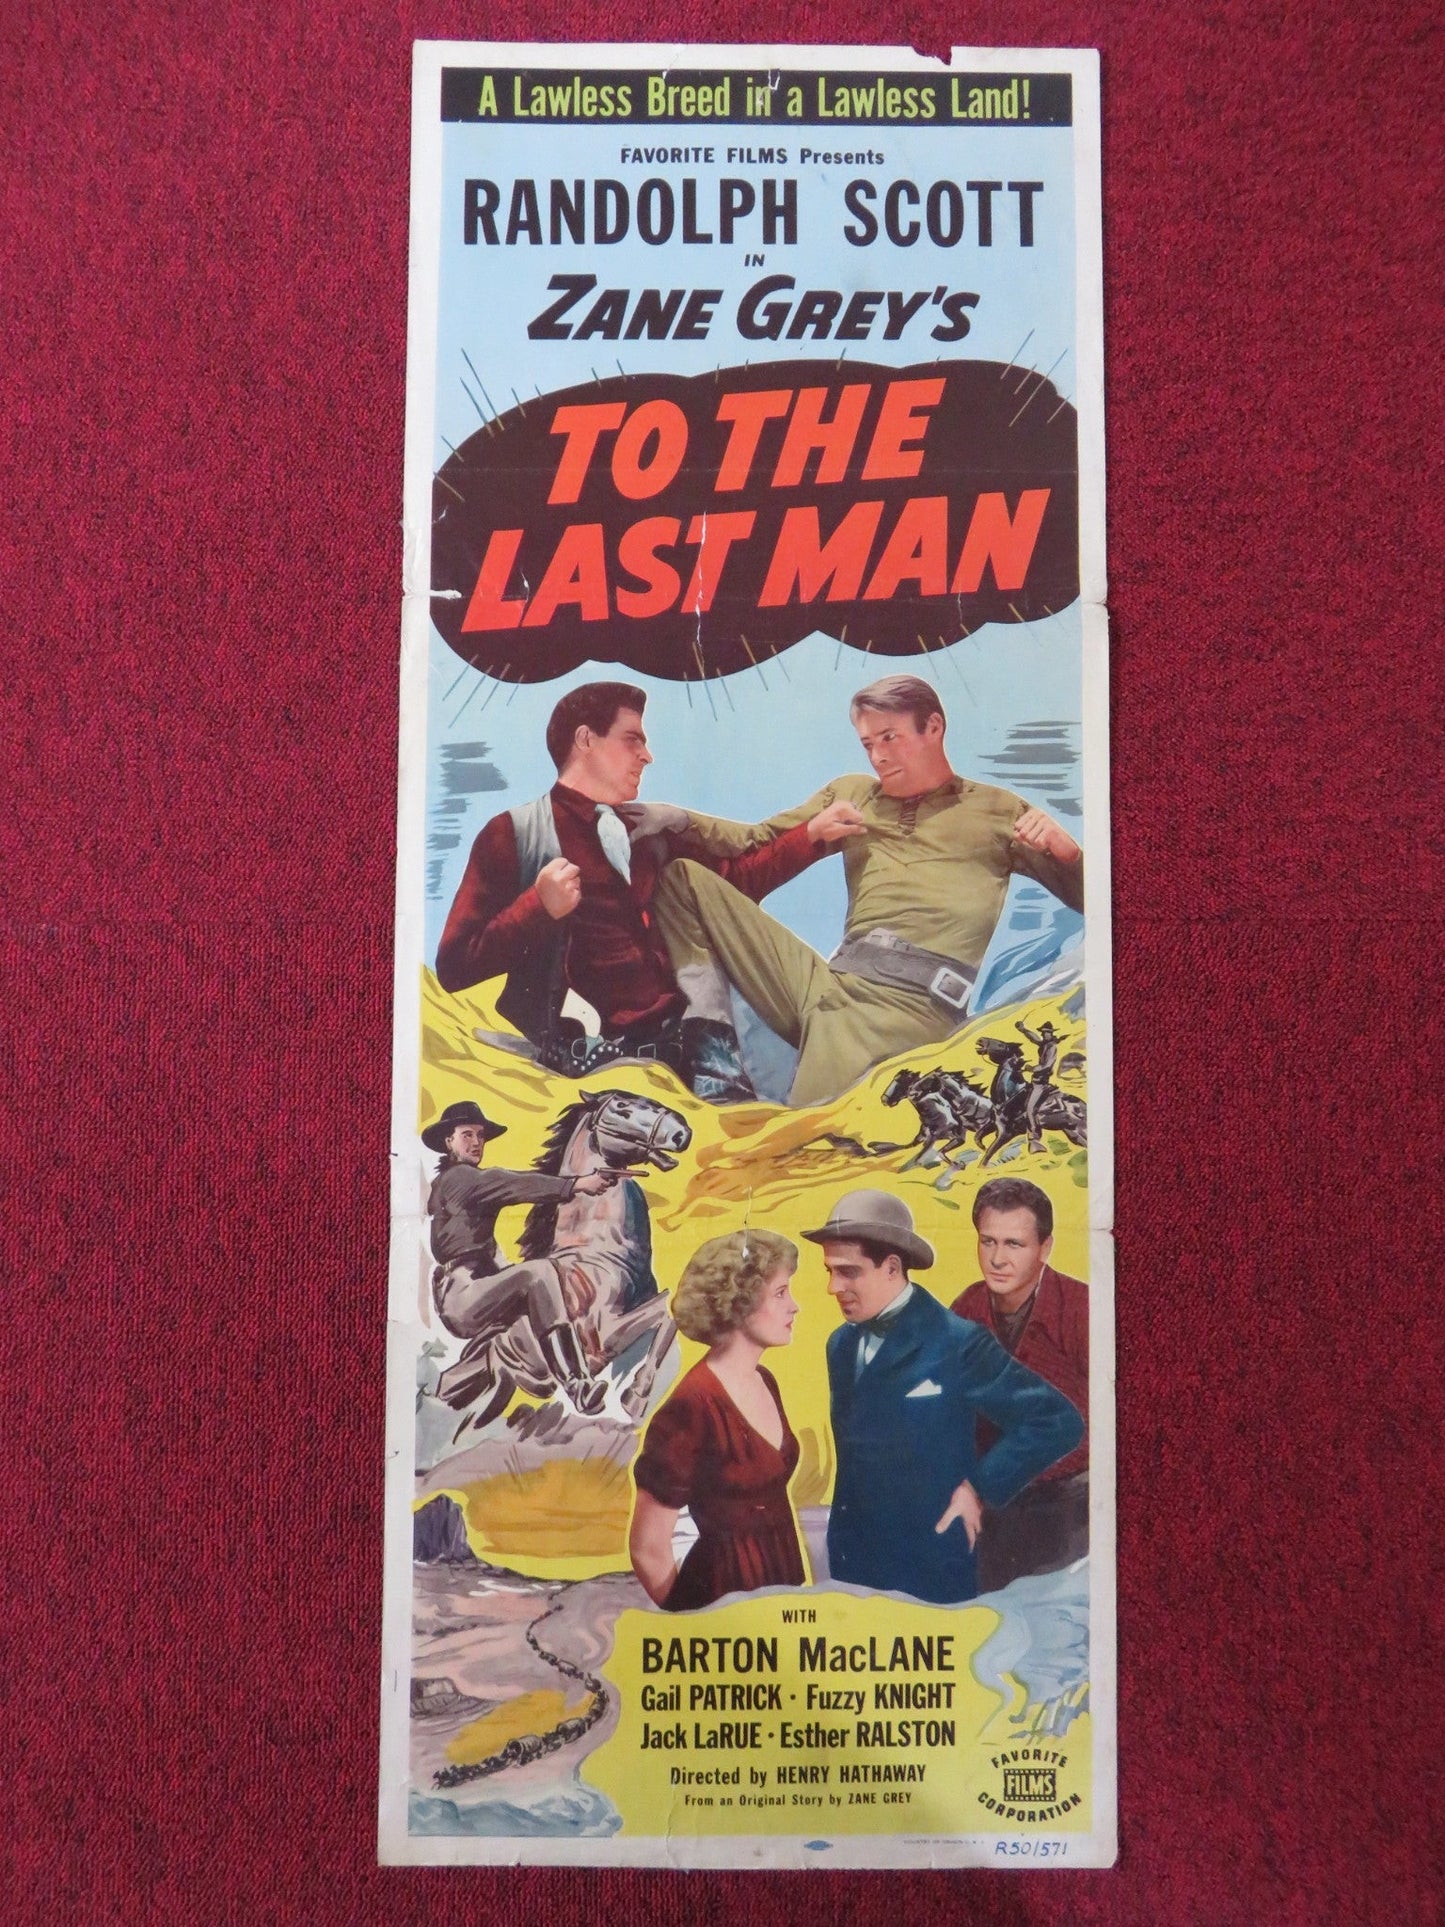 A Lawless Breed in a Lawless Land!
FAVORITE FILMS Presents
RANDOLPH SCOTT
IN
ZANE GREY'S
TO THE
LAST MAN
WITH
BARTON MacLANE
Gail PATRICK · Fuzzy KNIGHT
Jack LaRUE · Esther RALSTON
Directed by HENRY HATHAWAY
From an Original Story by ZANE GREY
FAVORITE
FILMS
CORPORATION
R50/571